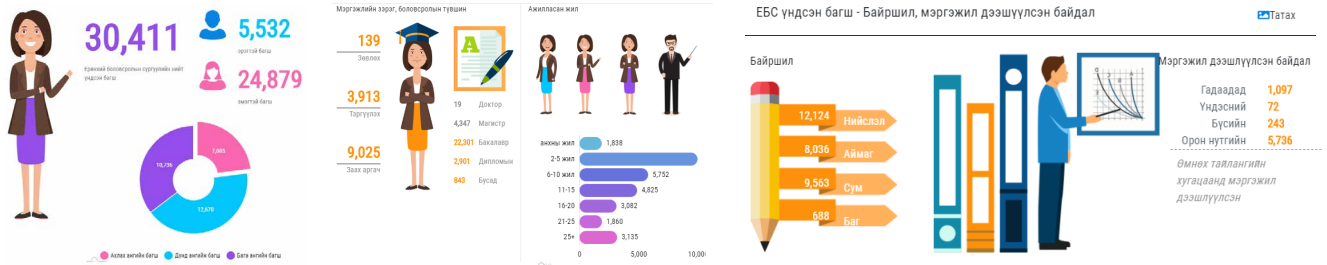 30,411
Ерөнхий боловсролын сургуулийн нийт
үндсэн багш
5,532
эрэгтэй багш
24,879
эмэгтэй багш
7,005
10,736
12,670
Ахлах ангийн багш
Дунд ангийн багш
Бага ангийн багш
Мэргэжлийн зэрэг, боловсролын түвшин
139
Зөвлөх
3,913
Тэргүүлэх
9,025
Заах аргач
A
19 Доктор
4,347 Магистр
22,301 Бакалавр
2,901 Дипломын
843 Бусад
Ажилласан жил
анхны жил 1,838
2-5 жил
6-10 жил 5,752
11-15 4,825
16-20 3,082
21-25 1,860
25+ 3,135
0 5,000 10,000
ЕБС үндсэн багш - Байршил, мэргэжил дээшүүлсэн байдал
Татах
Байршил
12,124 Нийслэл
8,036 Аймаг
9,563 Сум
688 Баг
Мэргэжил дээшлүүлсэн байдал
Гадаадад 1,097
Үндэсний 72
Бүсийн 243
Орон нутгийн 5,736
Өмнөх тайлангийн
хугацаанд мэргэжил
дээшлүүлсэн